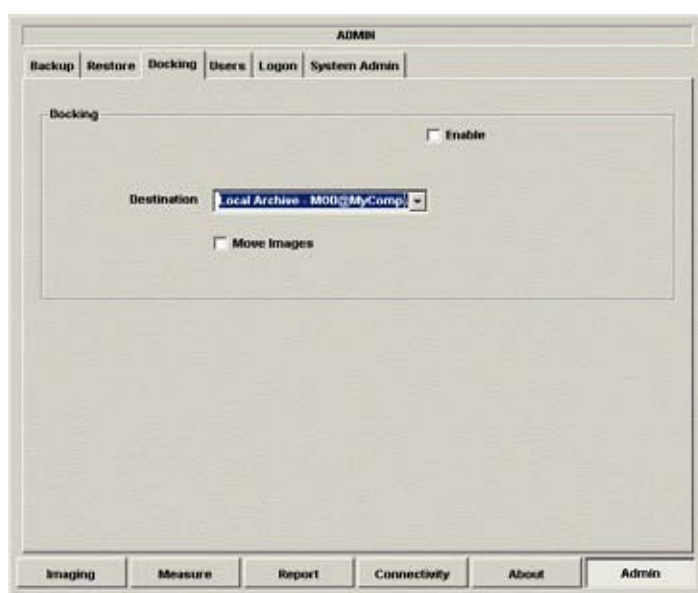 ADMIN
Backup Restore Docking Users Logon System Admin
Docking
Enable
Destination Local Archive - MOD@MyComp
Move Images
Imaging Measure Report Connectivity About Admin